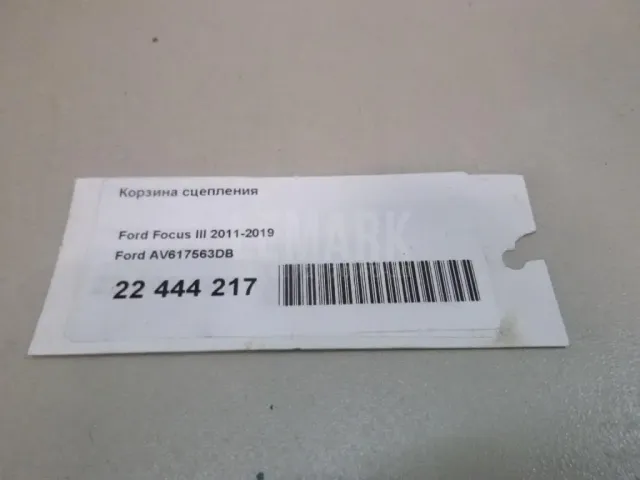 Корзина сцепления
Ford Focus III 2011-2019
Ford AV617563DB
22 444 217